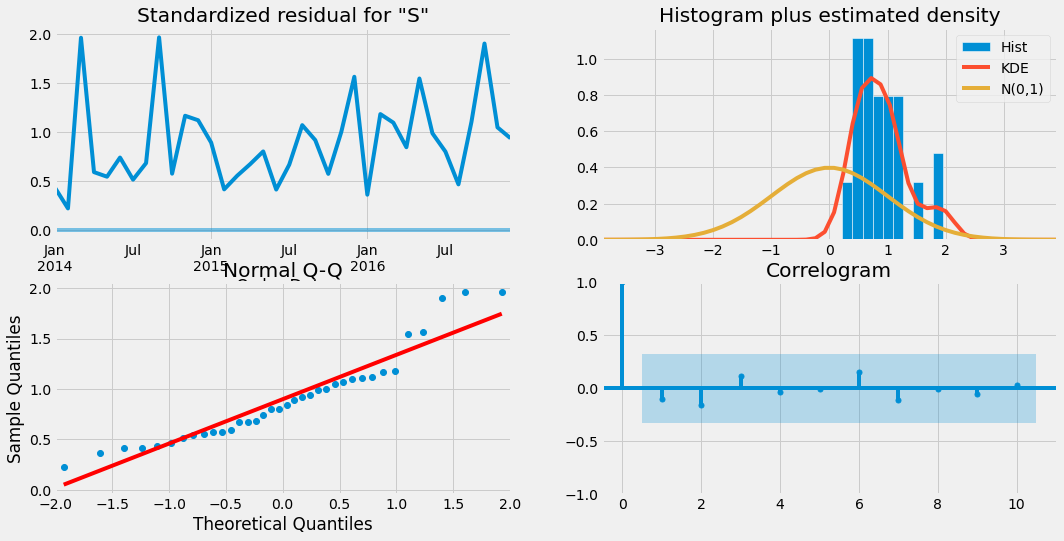 Standardized residual for "S"
2.0
1.5
1.0
0.5
0.0
Jan
2014
Jul
Jan
2015
Jul
Jan
2016
Jul
Histogram plus estimated density
Hist
KDE
N(0,1)
1.0
0.8
0.6
0.4
0.2
0.0
−3 −2 −1 0 1 2 3
Normal Q-Q
Sample Quantiles
2.0
1.5
1.0
0.5
0.0
−2.0 −1.5 −1.0 −0.5 0.0 0.5 1.0 1.5 2.0
Theoretical Quantiles
Correlogram
1.0
0.5
0.0
−0.5
−1.0
0 2 4 6 8 10